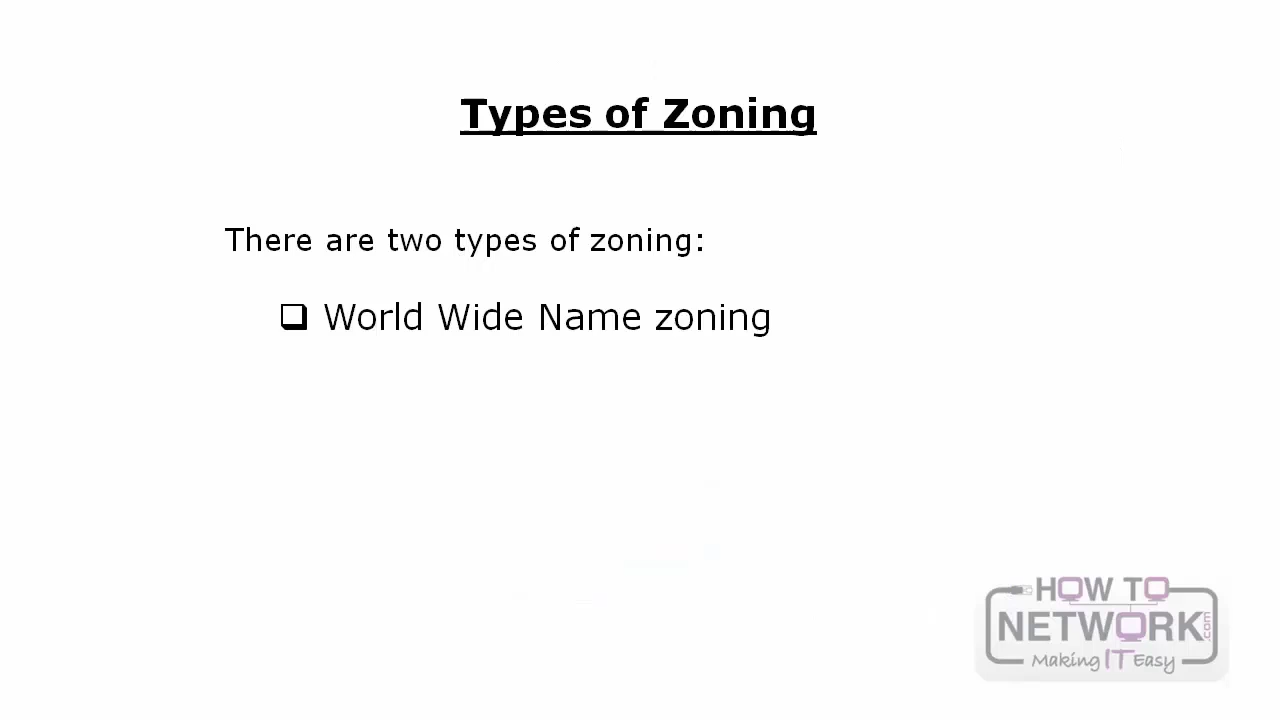 Types of Zoning
There are two types of zoning:
❑ World Wide Name zoning
HOW TO
NETWORK.com
Making IT Easy